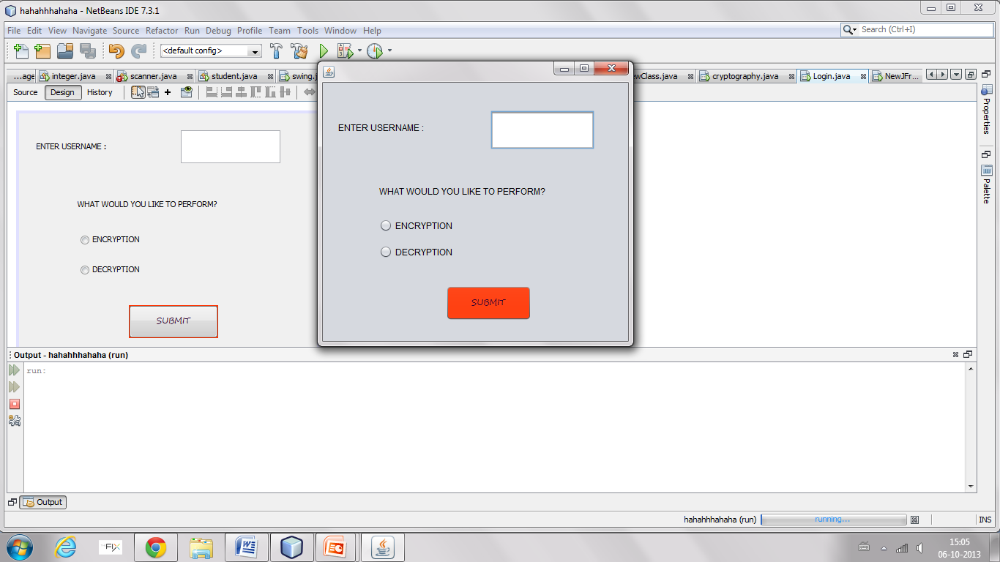 hahahhhahaha - NetBeans IDE 7.3.1
File Edit View Navigate Source Refactor Run Debug Profile Team Tools Window Help
Search (Ctrl+I)
<default config>
...age integer.java scanner.java student.java swing.j wClass.java cryptography.java Login.java NewJFr...
Source Design History
Properties
Palette
ENTER USERNAME :
WHAT WOULD YOU LIKE TO PERFORM?
ENCRYPTION
DECRYPTION
SUBMIT
ENTER USERNAME :
WHAT WOULD YOU LIKE TO PERFORM?
ENCRYPTION
DECRYPTION
SUBMIT
Output - hahahhhahaha (run)
run:
Output
hahahhhahaha (run) running... INS
FIX
15:05
06-10-2013